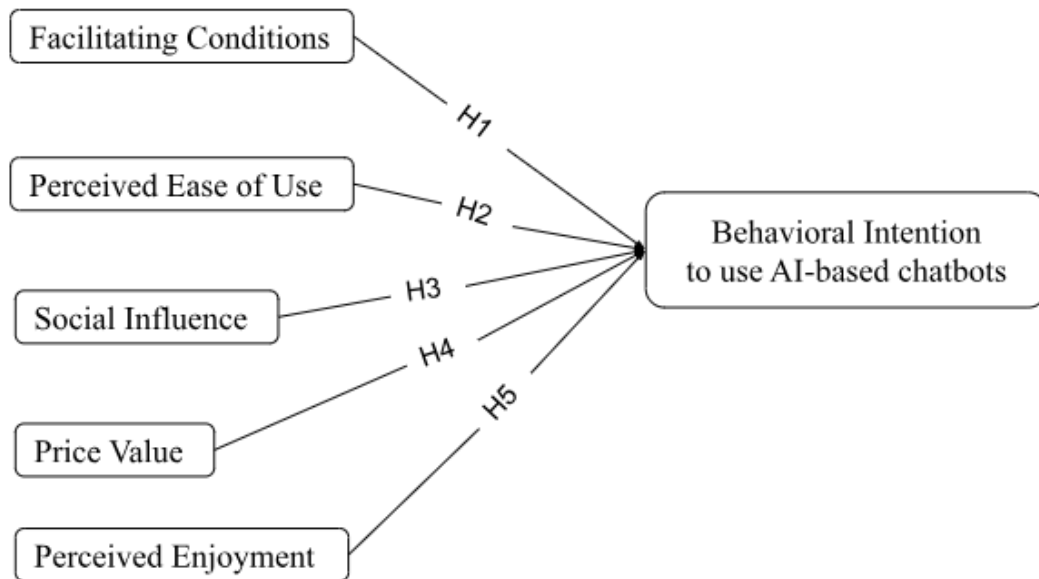 Facilitating Conditions
H1
Perceived Ease of Use
H2
Behavioral Intention
to use AI-based chatbots
Social Influence
H3
H4
Price Value
H5
Perceived Enjoyment